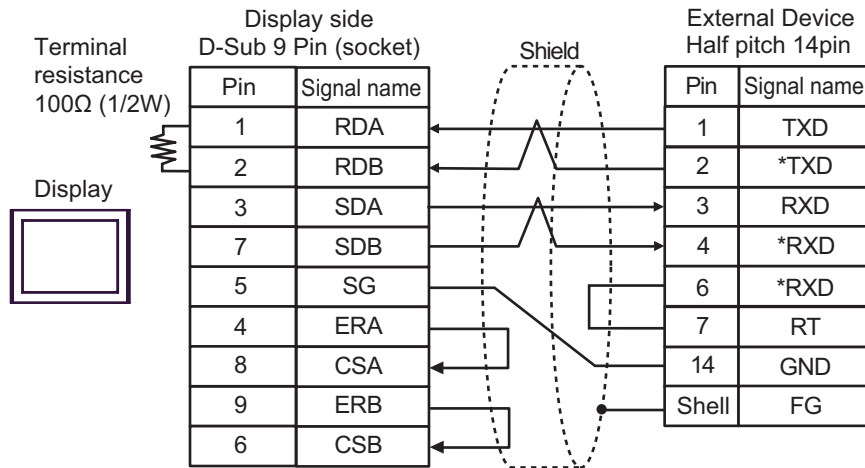 Display side
D-Sub 9 Pin (socket)
External Device
Half pitch 14pin
Terminal
resistance
100Ω (1/2W)
Shield
Display
Pin Signal name
1 RDA
2 RDB
3 SDA
7 SDB
5 SG
4 ERA
8 CSA
9 ERB
6 CSB
Pin Signal name
1 TXD
2 *TXD
3 RXD
4 *RXD
6 *RXD
7 RT
14 GND
Shell FG